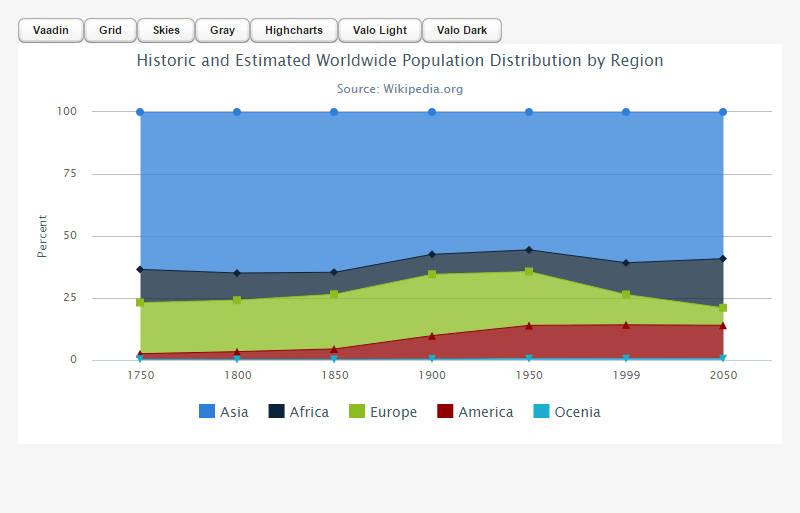 Vaadin Grid Skies Gray Highcharts Valo Light Valo Dark
Historic and Estimated Worldwide Population Distribution by Region
Source: Wikipedia.org
Percent
100
75
50
25
0
1750 1800 1850 1900 1950 1999 2050
Asia Africa Europe America Ocenia